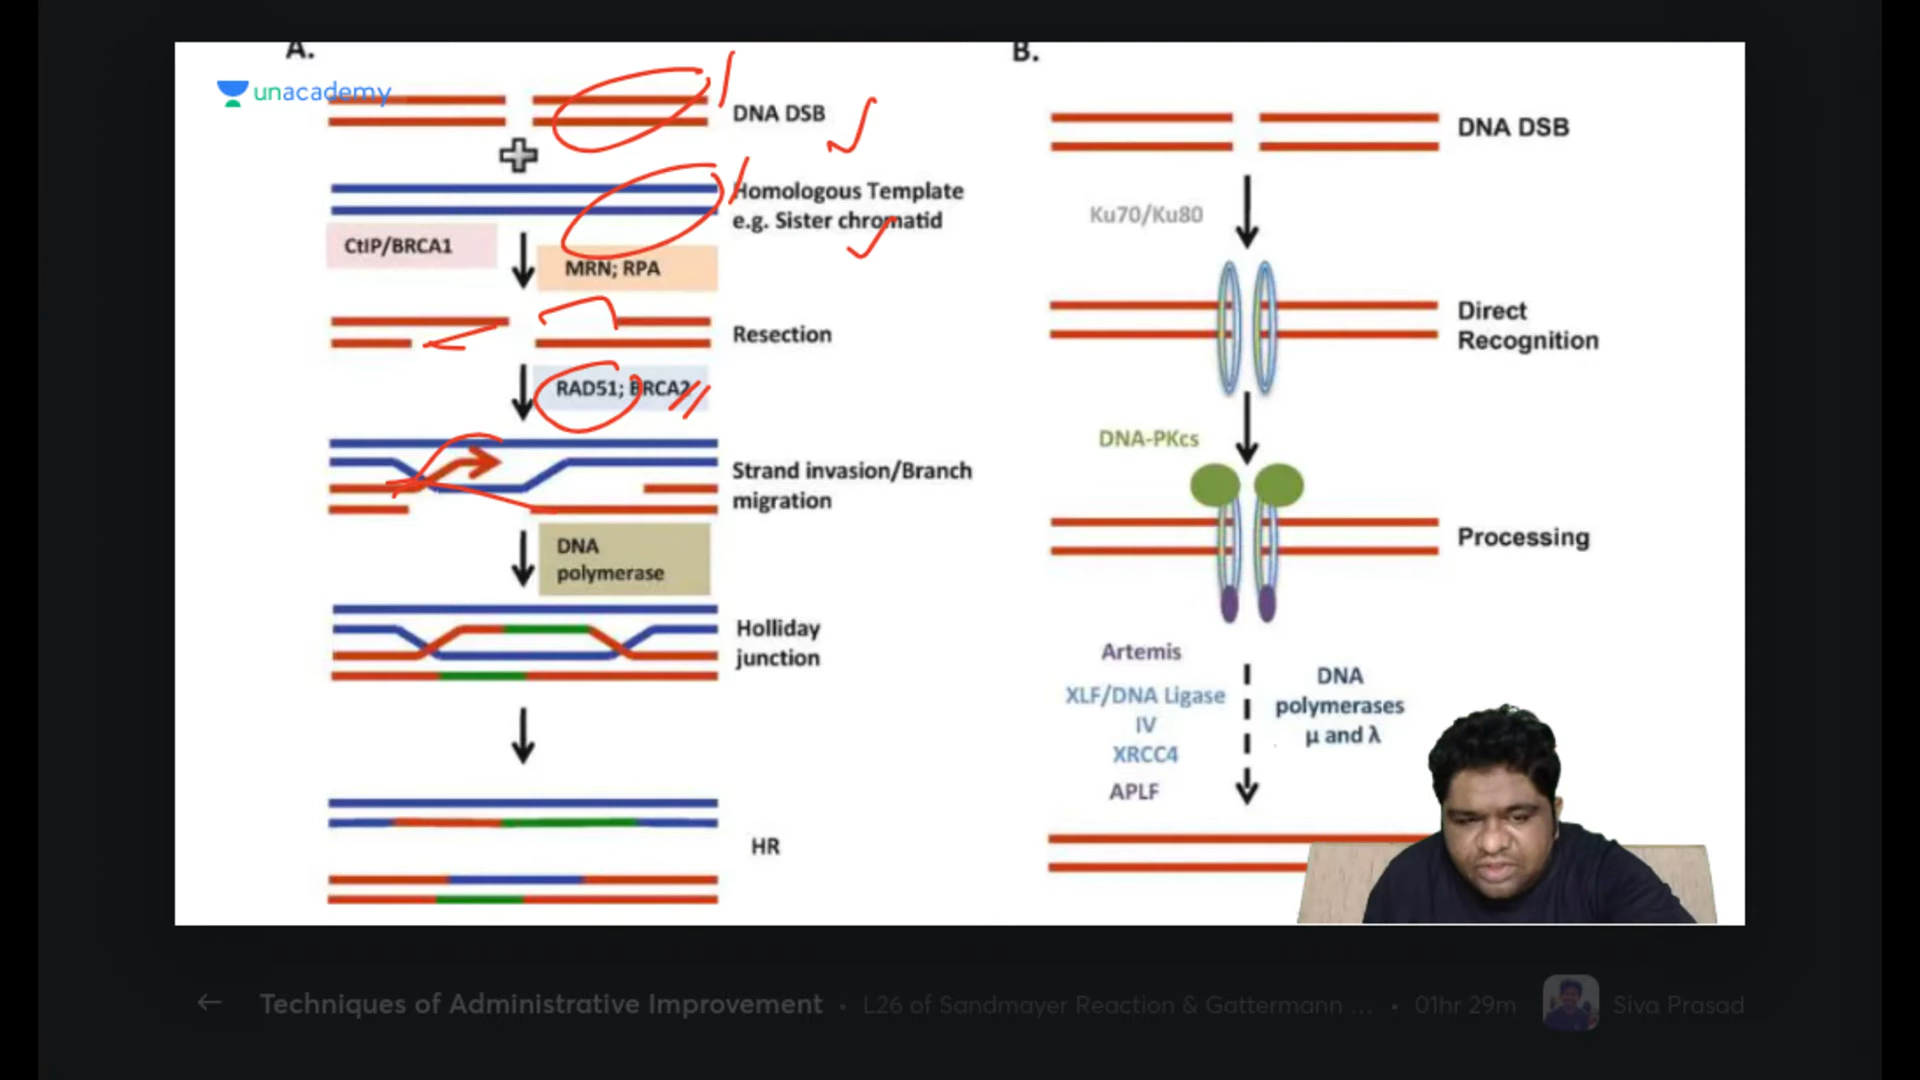 A.
B.
unacademy
DNA DSB
Homologous Template
e.g. Sister chromatid
CtIP/BRCA1
MRN; RPA
Resection
RAD51; BRCA2
Strand invasion/Branch
migration
DNA
polymerase
Holliday
junction
HR
DNA DSB
Ku70/Ku80
Direct
Recognition
DNA-PKcs
Processing
Artemis
XLF/DNA Ligase
IV
XRCC4
APLF
DNA
polymerases
μ and λ
Techniques of Administrative Improvement • L26 of Sandmayer Reaction & Gattermann ... • 01hr 29m Siva Prasad